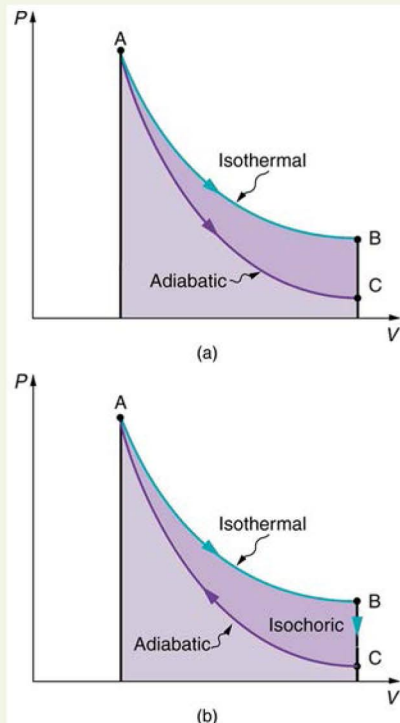 P
A
Isothermal
B
Adiabatic
C
V
(a)
P
A
Isothermal
B
Isochoric
Adiabatic
C
V
(b)